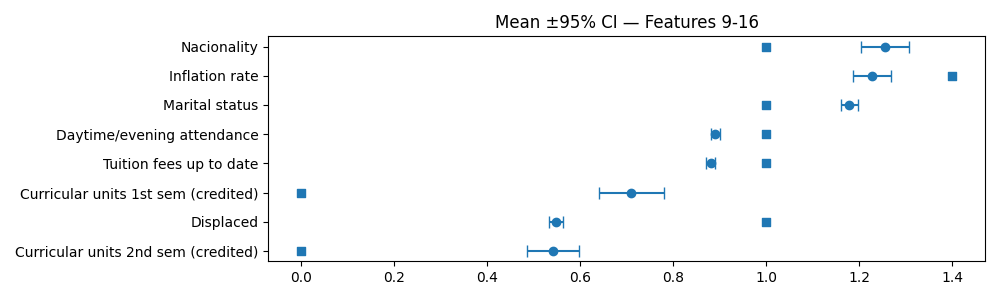 Mean ±95% CI — Features 9-16
Nacionality
Inflation rate
Marital status
Daytime/evening attendance
Tuition fees up to date
Curricular units 1st sem (credited)
Displaced
Curricular units 2nd sem (credited)
0.0 0.2 0.4 0.6 0.8 1.0 1.2 1.4